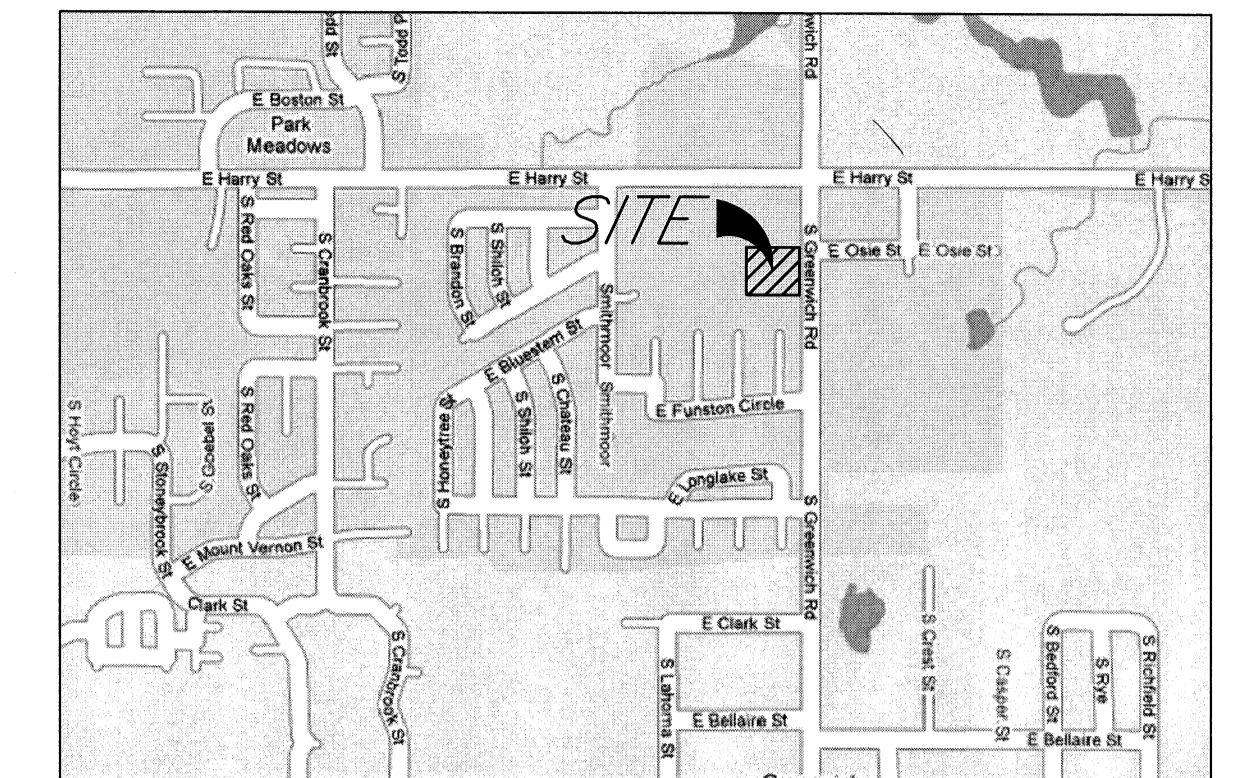 odd St
S Todd
wich Rd
E Boston St
Park
Meadows
E Harry St
E Harry St
E Harry St
E Harry S
SITE
S Red Oaks St
S Cranbrook St
S Brandon St
S Shiloh St
S Greenwich Rd
E Osie St
E Osie St
Smithmoor
E Bluestem St
S Hoyt Circle
S Goebel St
S Red Oaks St
S Honeytree St
S Shiloh St
S Chateau St
Smithmoor
E Funston Circle
S Stoneybrook St
E Longlake St
S Greenwich Rd
E Mount Vernon St
Clark St
E Clark St
S Cranbrook St
S Lahoma St
S Crest St
S Casper St
S Bedford St
S Rye
S Richfield St
E Bellaire St
E Bellaire St